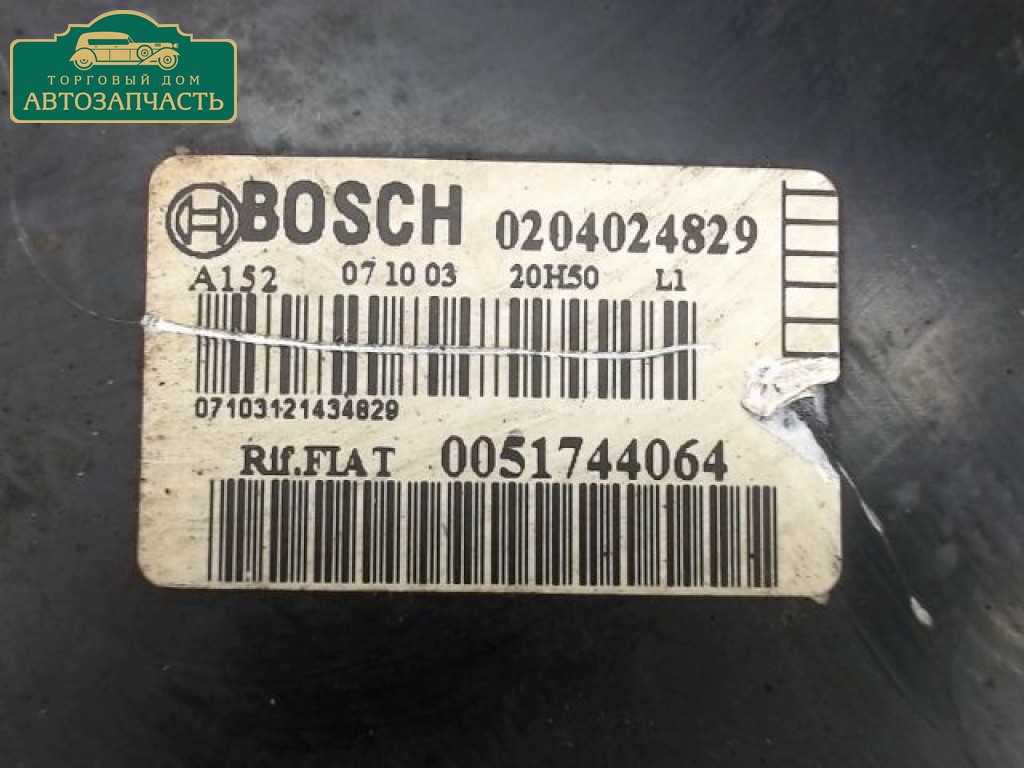 ТОРГОВЫЙ ДОМ
АВТОЗАПЧАСТЬ
BOSCH 0204024829
A152 07 10 03 20H50 L1
07103121434829
Rif.FIAT 0051744064